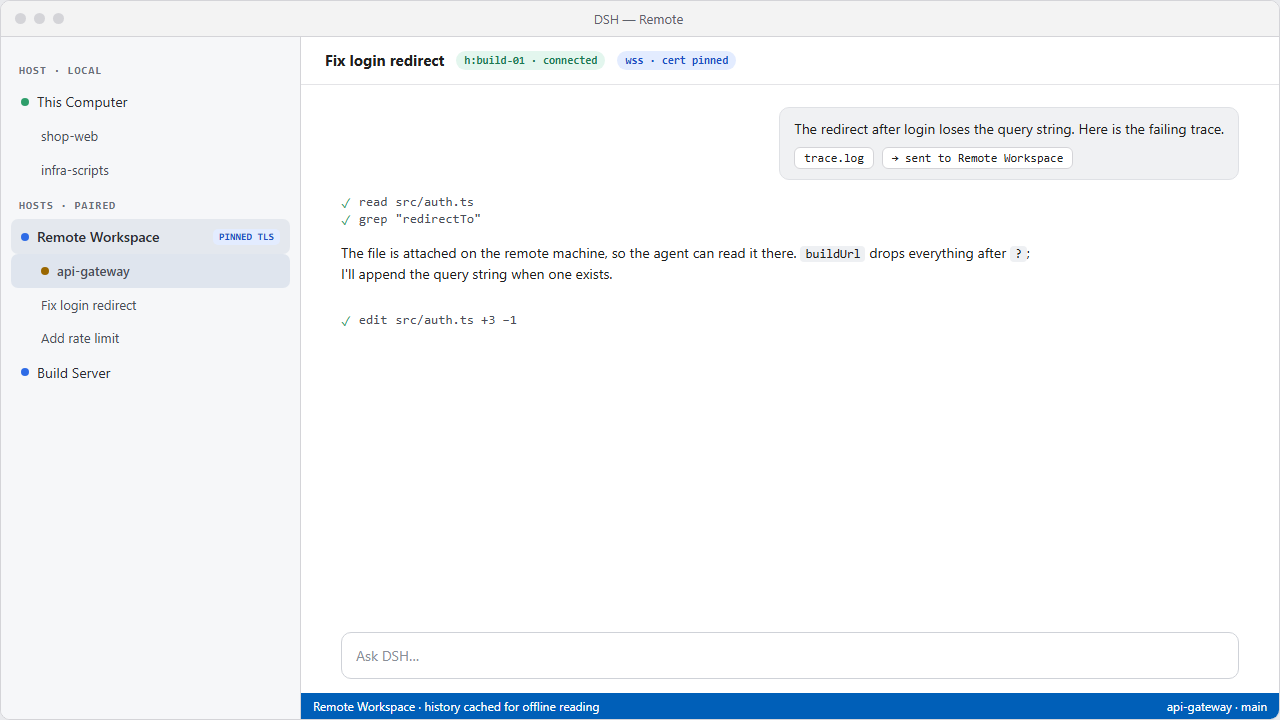 DSH — Remote
HOST · LOCAL
This Computer
shop-web
infra-scripts
HOSTS · PAIRED
Remote Workspace PINNED TLS
api-gateway
Fix login redirect
Add rate limit
Build Server
Fix login redirect h:build-01 · connected wss · cert pinned
The redirect after login loses the query string. Here is the failing trace.
trace.log → sent to Remote Workspace
✓ read src/auth.ts
✓ grep "redirectTo"
The file is attached on the remote machine, so the agent can read it there. buildUrl drops everything after ?;
I'll append the query string when one exists.
✓ edit src/auth.ts +3 −1
Ask DSH…
Remote Workspace · history cached for offline reading api-gateway · main